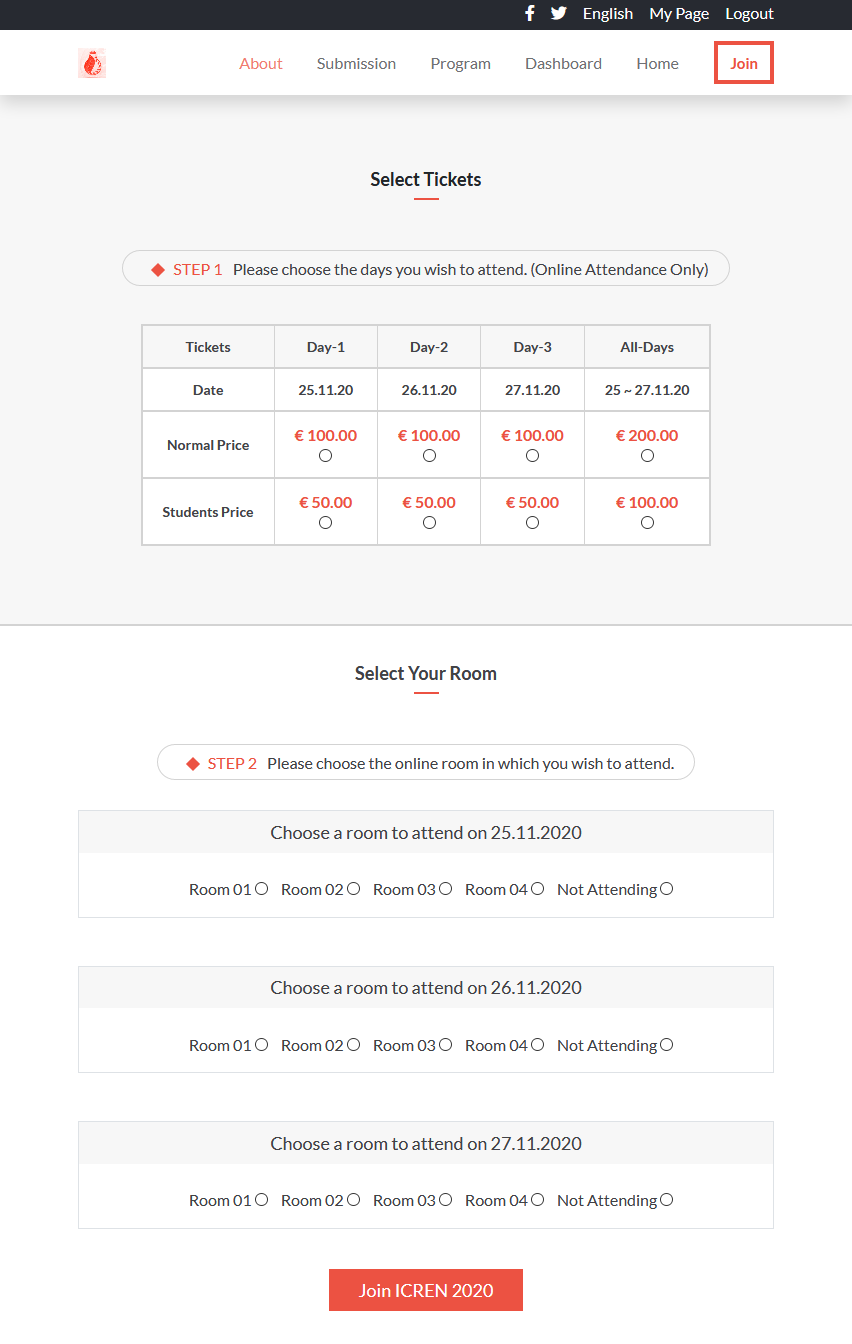 English My Page Logout
About Submission Program Dashboard Home Join
Select Tickets
STEP 1 Please choose the days you wish to attend. (Online Attendance Only)
Tickets Day-1 Day-2 Day-3 All-Days
Date 25.11.20 26.11.20 27.11.20 25 ~ 27.11.20
Normal Price € 100.00 € 100.00 € 100.00 € 200.00
Students Price € 50.00 € 50.00 € 50.00 € 100.00
Select Your Room
STEP 2 Please choose the online room in which you wish to attend.
Choose a room to attend on 25.11.2020
Room 01 Room 02 Room 03 Room 04 Not Attending
Choose a room to attend on 26.11.2020
Room 01 Room 02 Room 03 Room 04 Not Attending
Choose a room to attend on 27.11.2020
Room 01 Room 02 Room 03 Room 04 Not Attending
Join ICREN 2020